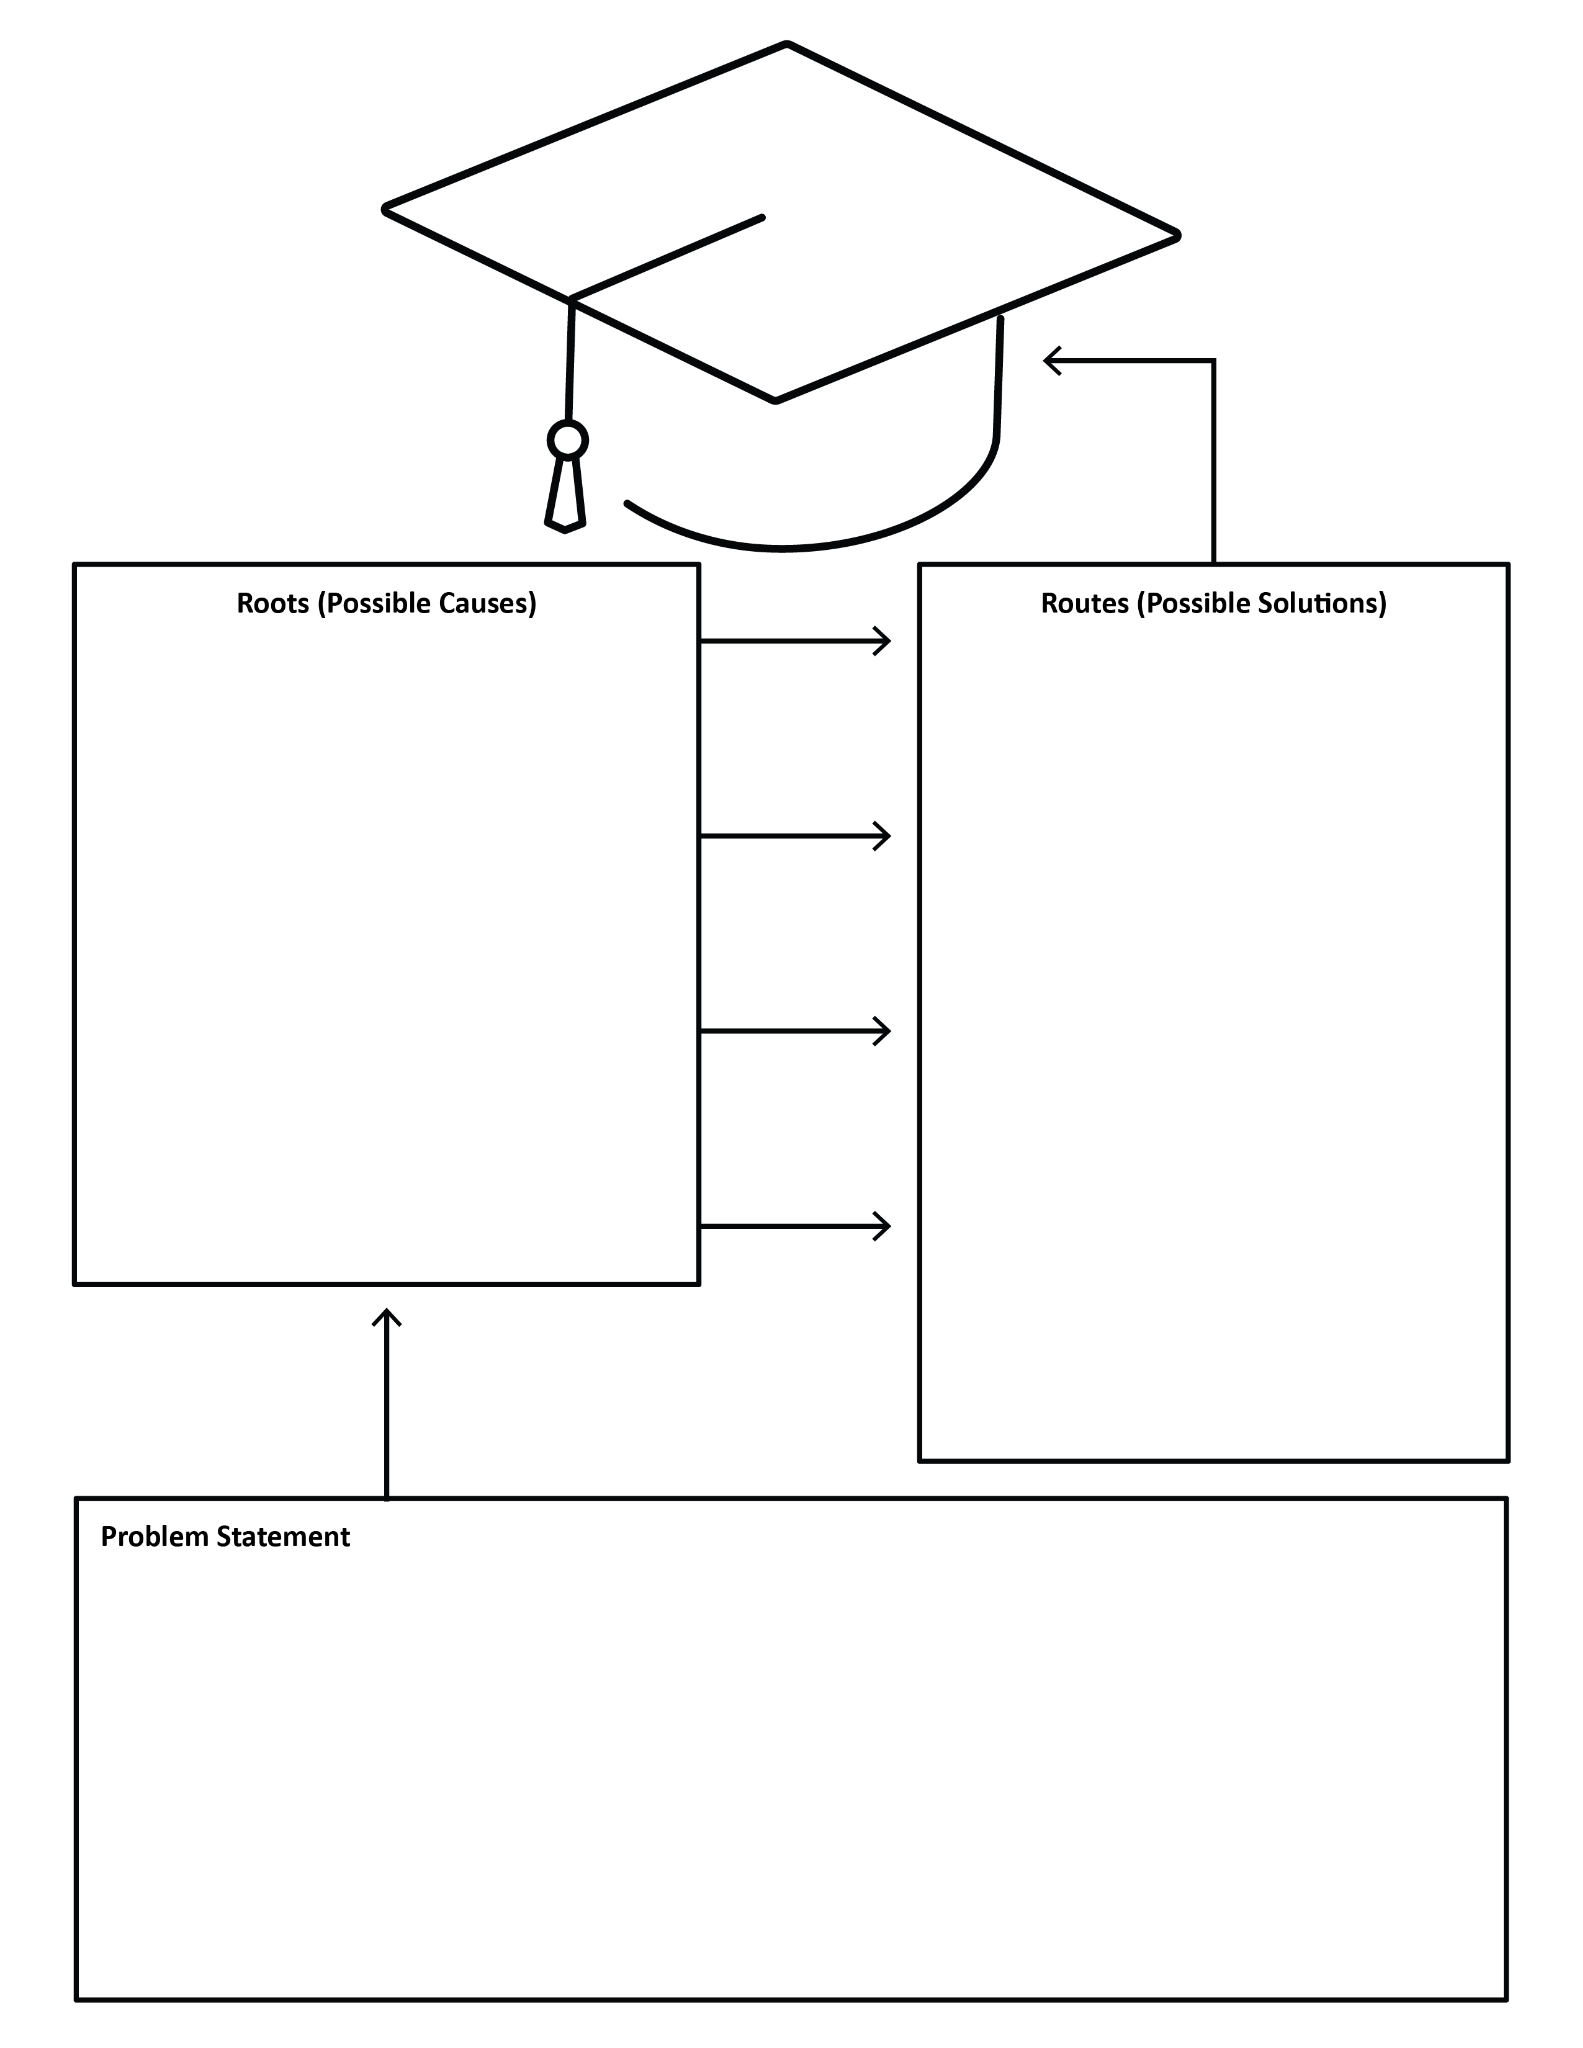 Roots (Possible Causes)
Routes (Possible Solutions)
Problem Statement